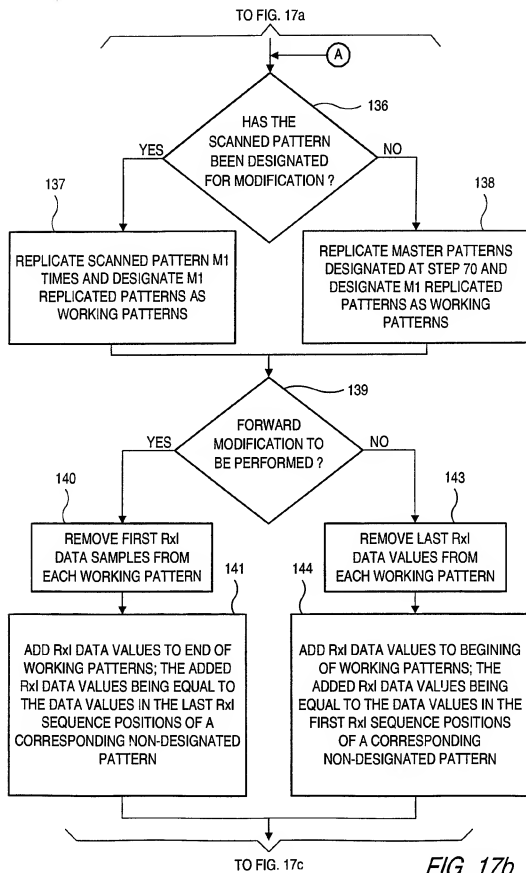 TO FIG. 17a
A
136
HAS THE
SCANNED PATTERN
BEEN DESIGNATED
FOR MODIFICATION ?
YES
NO
137
138
REPLICATE SCANNED PATTERN M1
TIMES AND DESIGNATE M1
REPLICATED PATTERNS AS
WORKING PATTERNS
REPLICATE MASTER PATTERNS
DESIGNATED AT STEP 70 AND
DESIGNATE M1 REPLICATED
PATTERNS AS WORKING
PATTERNS
139
FORWARD
MODIFICATION TO
BE PERFORMED ?
YES
NO
140
143
REMOVE FIRST RxI
DATA SAMPLES FROM
EACH WORKING PATTERN
REMOVE LAST RxI
DATA VALUES FROM
EACH WORKING PATTERN
141
144
ADD RxI DATA VALUES TO END OF
WORKING PATTERNS; THE ADDED
RxI DATA VALUES BEING EQUAL TO
THE DATA VALUES IN THE LAST RxI
SEQUENCE POSITIONS OF A
CORRESPONDING NON-DESIGNATED
PATTERN
ADD RxI DATA VALUES TO BEGINING
OF WORKING PATTERNS; THE
ADDED RxI DATA VALUES BEING
EQUAL TO THE DATA VALUES IN THE
FIRST RxI SEQUENCE POSITIONS
OF A CORRESPONDING
NON-DESIGNATED PATTERN
TO FIG. 17c
FIG. 17b